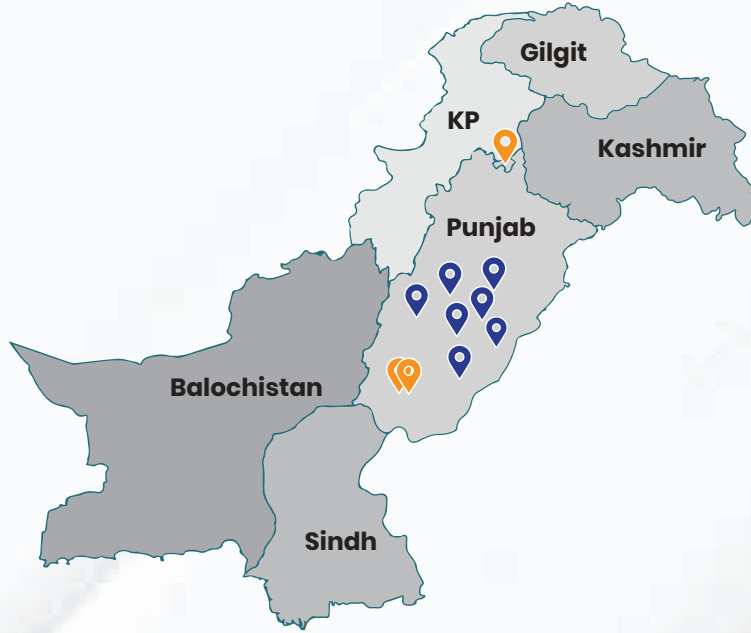 Gilgit
KP
Kashmir
Punjab
Balochistan
Sindh